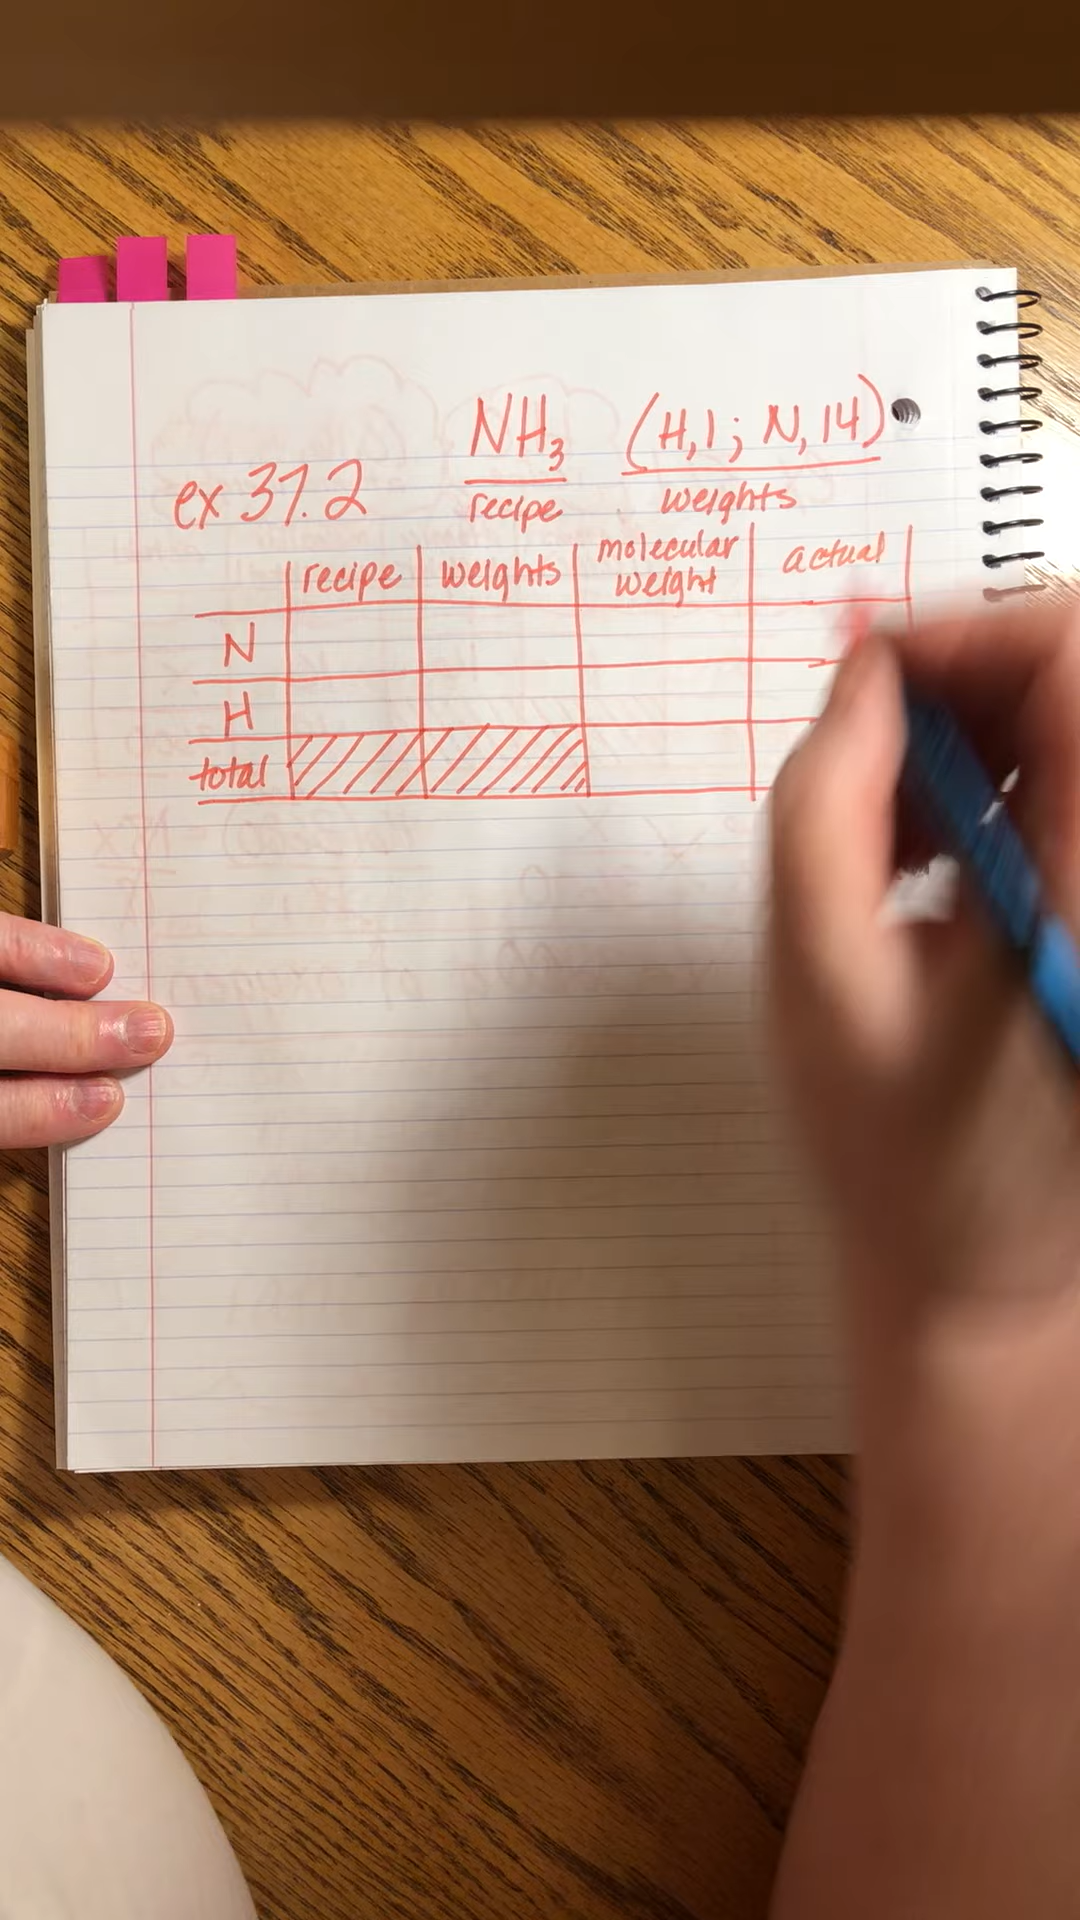 NH₃ (H,1; N,14)
ex 37.2 recipe weights
recipe weights molecular weight actual
N
H
total